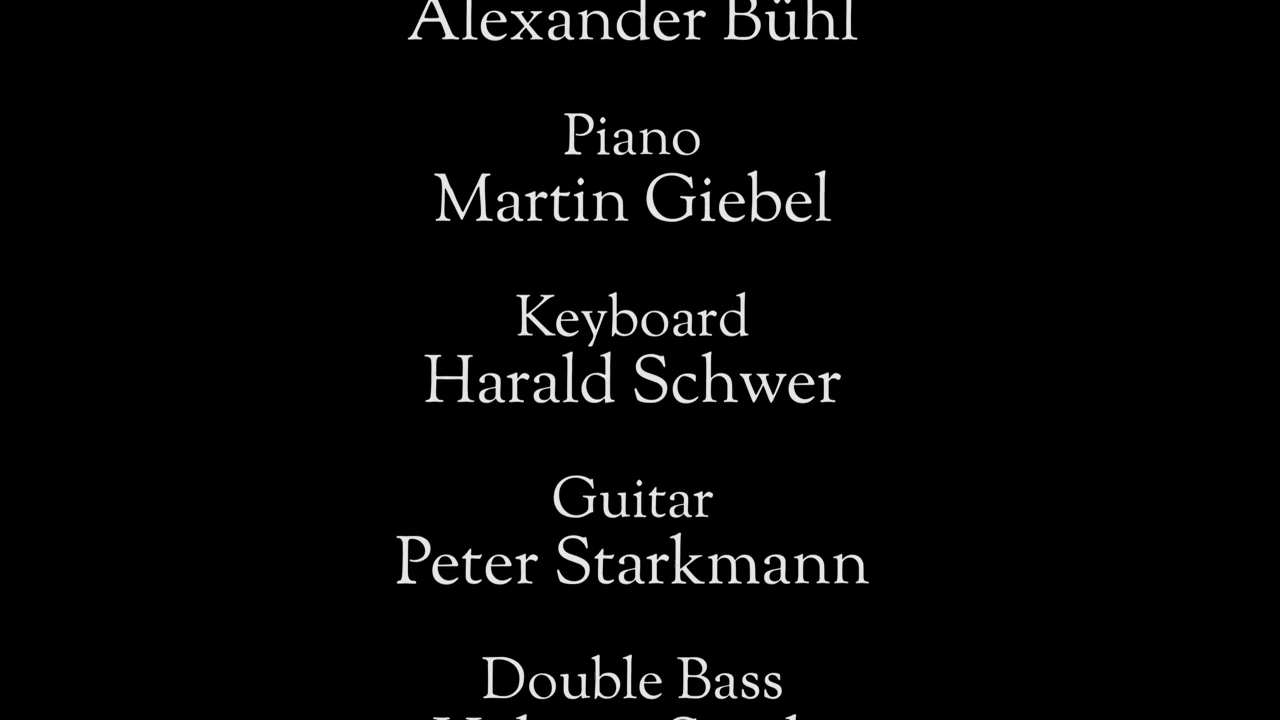 Alexander Bühl
Piano
Martin Giebel
Keyboard
Harald Schwer
Guitar
Peter Starkmann
Double Bass